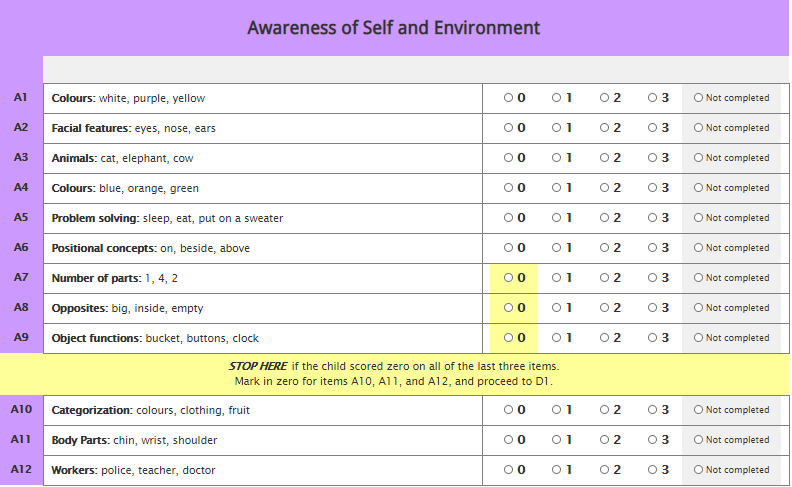 Awareness of Self and Environment
A1 Colours: white, purple, yellow 0 1 2 3 Not completed
A2 Facial features: eyes, nose, ears 0 1 2 3 Not completed
A3 Animals: cat, elephant, cow 0 1 2 3 Not completed
A4 Colours: blue, orange, green 0 1 2 3 Not completed
A5 Problem solving: sleep, eat, put on a sweater 0 1 2 3 Not completed
A6 Positional concepts: on, beside, above 0 1 2 3 Not completed
A7 Number of parts: 1, 4, 2 0 1 2 3 Not completed
A8 Opposites: big, inside, empty 0 1 2 3 Not completed
A9 Object functions: bucket, buttons, clock 0 1 2 3 Not completed
STOP HERE if the child scored zero on all of the last three items.
Mark in zero for items A10, A11, and A12, and proceed to D1.
A10 Categorization: colours, clothing, fruit 0 1 2 3 Not completed
A11 Body Parts: chin, wrist, shoulder 0 1 2 3 Not completed
A12 Workers: police, teacher, doctor 0 1 2 3 Not completed